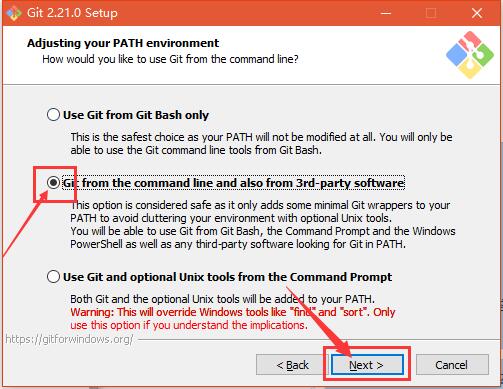 Git 2.21.0 Setup
Adjusting your PATH environment
How would you like to use Git from the command line?
Use Git from Git Bash only
This is the safest choice as your PATH will not be modified at all. You will only be
able to use the Git command line tools from Git Bash.
Git from the command line and also from 3rd-party software
This option is considered safe as it only adds some minimal Git wrappers to your
PATH to avoid cluttering your environment with optional Unix tools.
You will be able to use Git from Git Bash, the Command Prompt and the Windows
PowerShell as well as any third-party software looking for Git in PATH.
Use Git and optional Unix tools from the Command Prompt
Both Git and the optional Unix tools will be added to your PATH.
Warning: This will override Windows tools like "find" and "sort". Only
use this option if you understand the implications.
https://gitforwindows.org/
< Back
Next >
Cancel